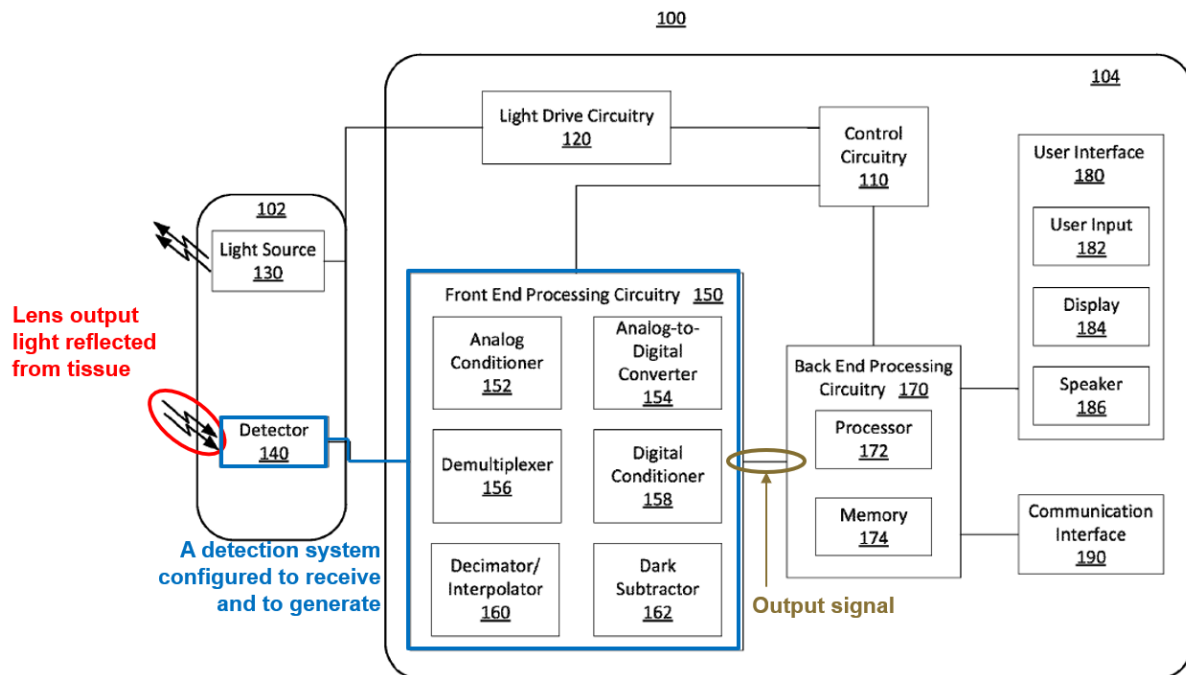 100
104
Light Drive Circuitry
120
Control
Circuitry
110
User Interface
180
User Input
182
Display
184
Speaker
186
102
Light Source
130
Lens output
light reflected
from tissue
Detector
140
Front End Processing Circuitry 150
Analog
Conditioner
152
Analog-to-
Digital
Converter
154
Demultiplexer
156
Digital
Conditioner
158
Decimator/
Interpolator
160
Dark
Subtractor
162
Back End Processing
Circuitry 170
Processor
172
Memory
174
Communication
Interface
190
A detection system
configured to receive
and to generate
Output signal